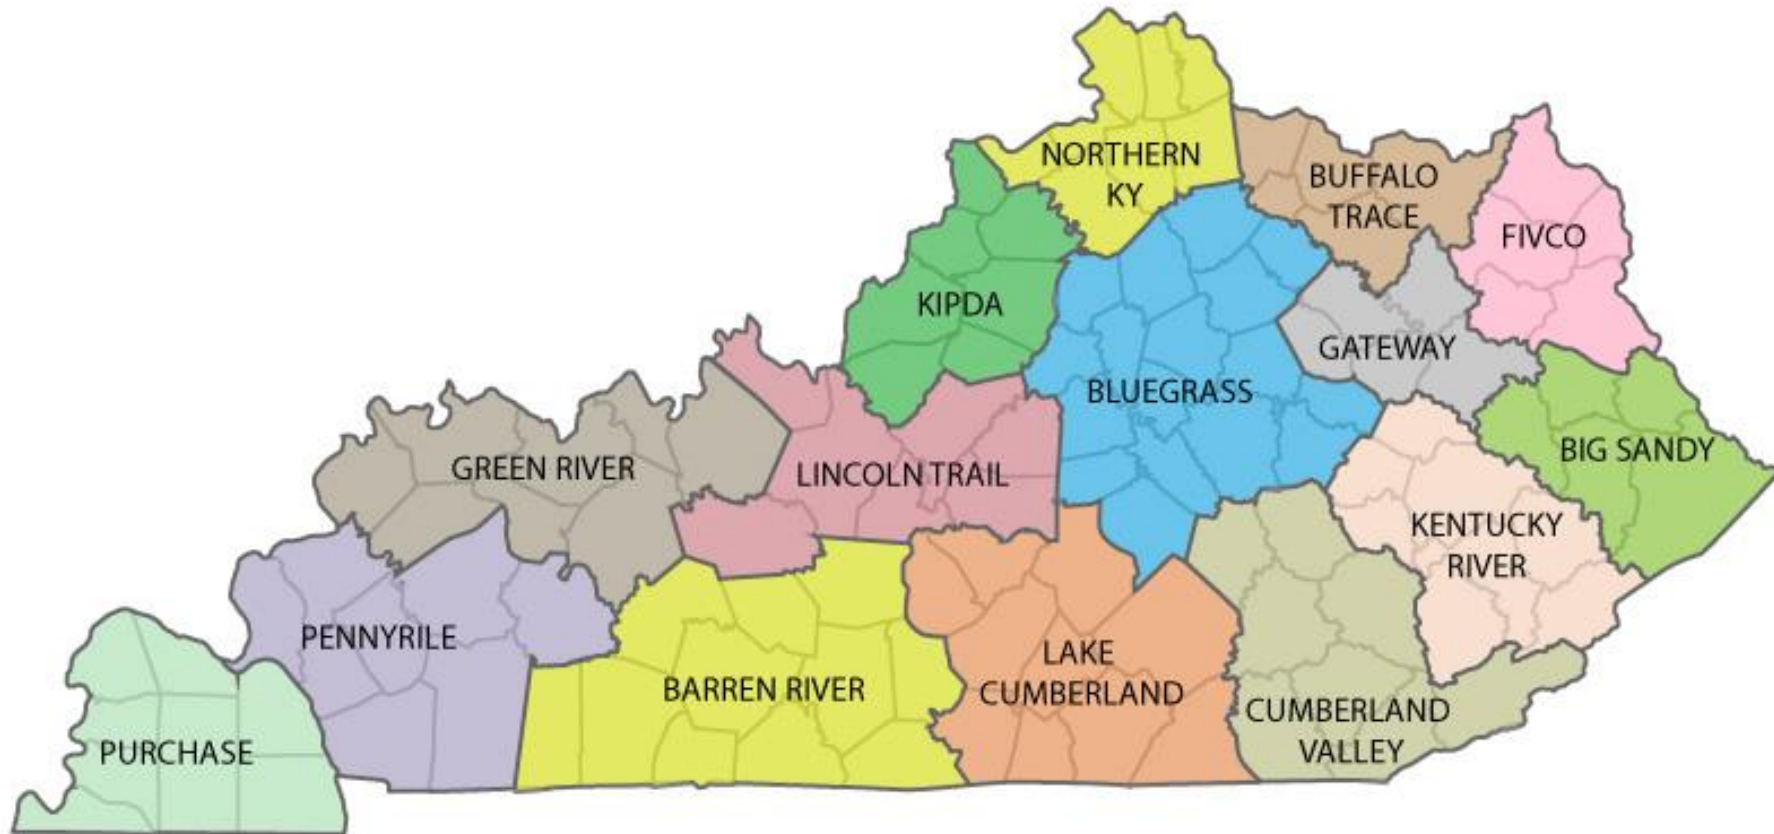 NORTHERN
KY
BUFFALO
TRACE
FIVCO
KIPDA
GATEWAY
BLUEGRASS
BIG SANDY
GREEN RIVER
LINCOLN TRAIL
KENTUCKY
RIVER
PENNYRILE
LAKE
CUMBERLAND
BARREN RIVER
CUMBERLAND
VALLEY
PURCHASE